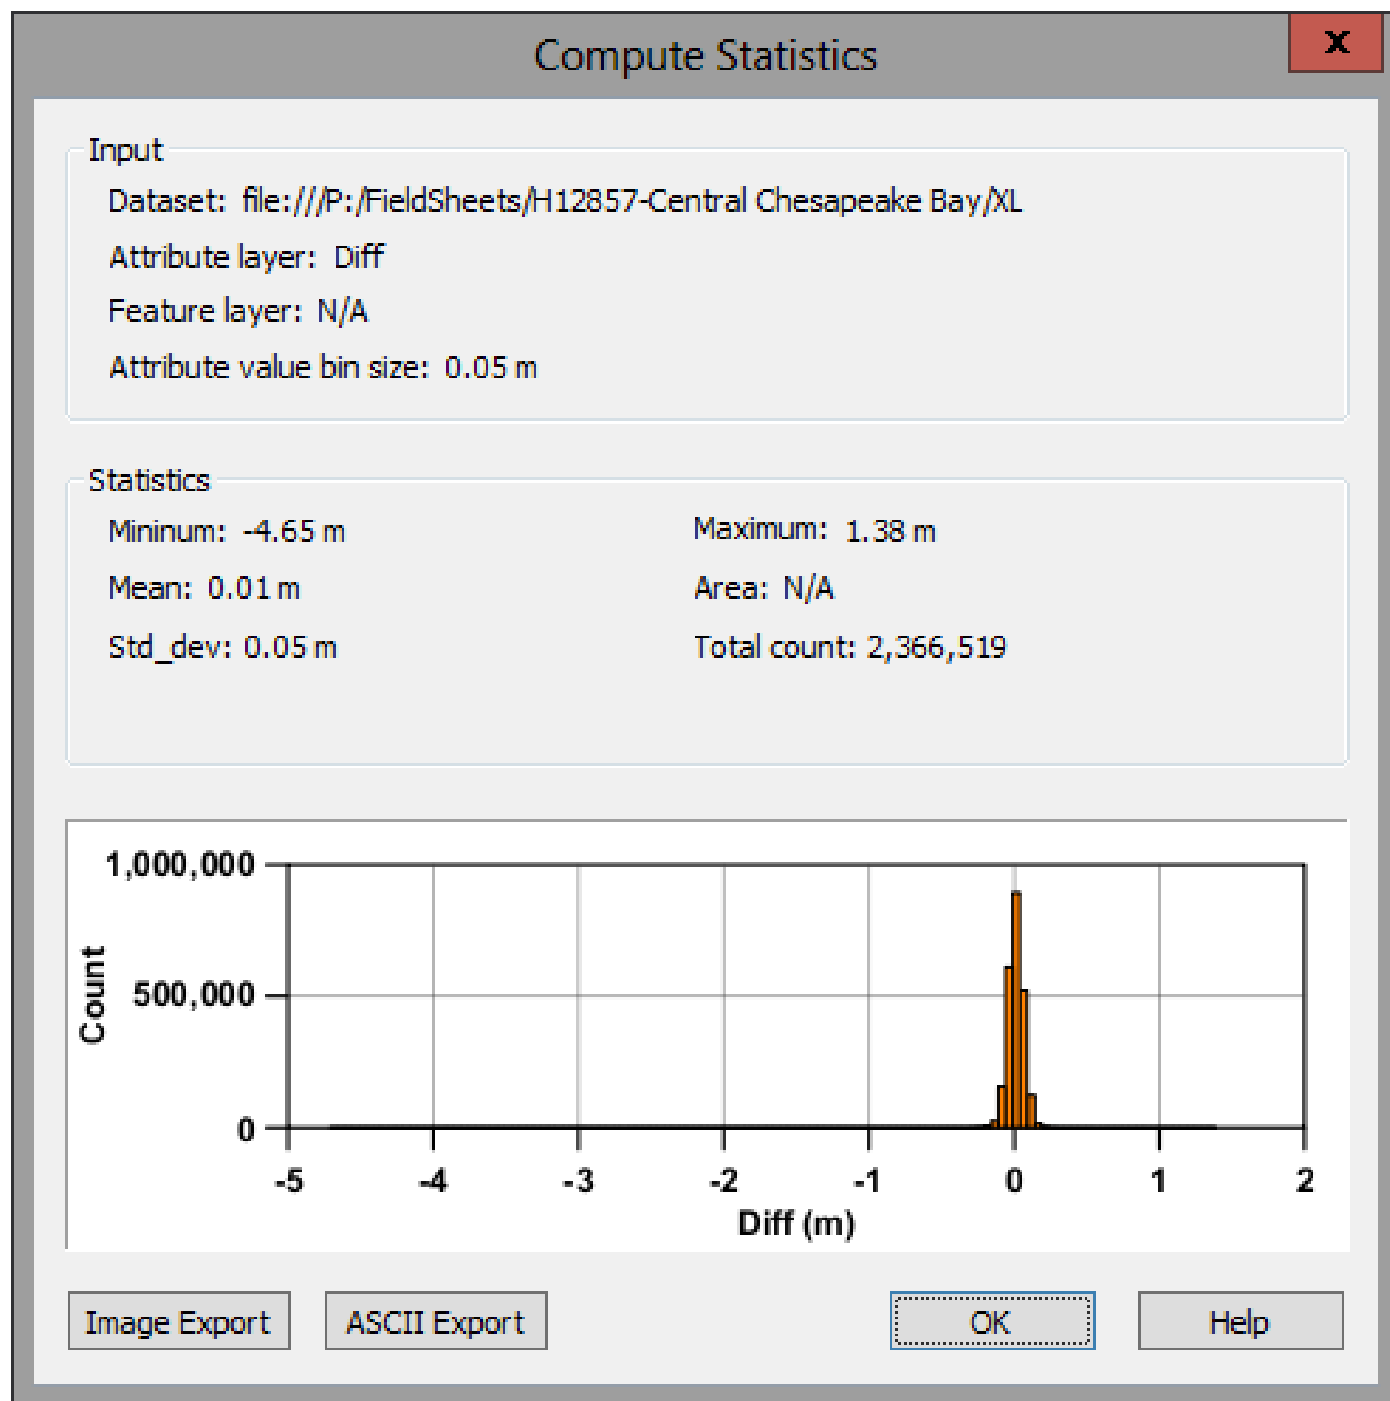 Compute Statistics
x
Input
Dataset: file:///P:/FieldSheets/H12857-Central Chesapeake Bay/XL
Attribute layer: Diff
Feature layer: N/A
Attribute value bin size: 0.05 m
Statistics
Mininum: -4.65 m
Maximum: 1.38 m
Mean: 0.01 m
Area: N/A
Std_dev: 0.05 m
Total count: 2,366,519
1,000,000
500,000
0
Count
-5 -4 -3 -2 -1 0 1 2
Diff (m)
Image Export
ASCII Export
OK
Help